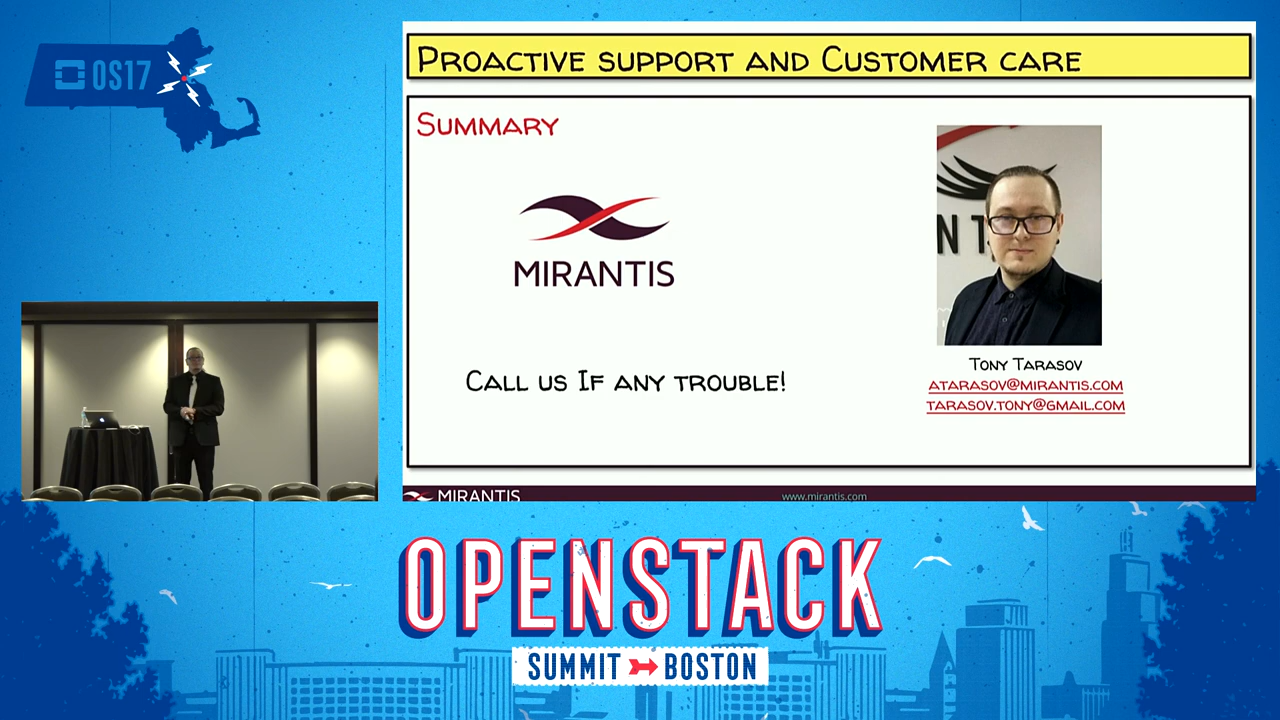 OS17
PROACTIVE SUPPORT AND CUSTOMER CARE
SUMMARY
MIRANTIS
NT
CALL US IF ANY TROUBLE!
TONY TARASOV
ATARASOV@MIRANTIS.COM
TARASOV.TONY@GMAIL.COM
MIRANTIS
www.mirantis.com
OPENSTACK
SUMMIT BOSTON